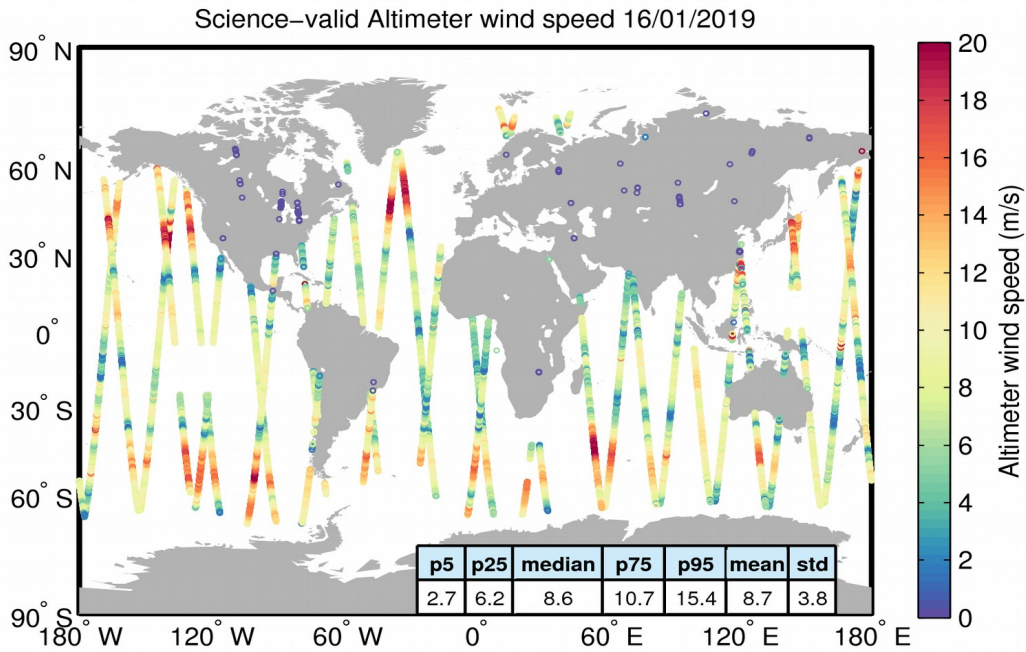 Science−valid Altimeter wind speed 16/01/2019
90° N
60° N
30° N
0°
30° S
60° S
90° S
180° W
120° W
60° W
0°
60° E
120° E
180° E
p5 p25 median p75 p95 mean std
2.7 6.2 8.6 10.7 15.4 8.7 3.8
20
18
16
14
12
10
8
6
4
2
0
Altimeter wind speed (m/s)